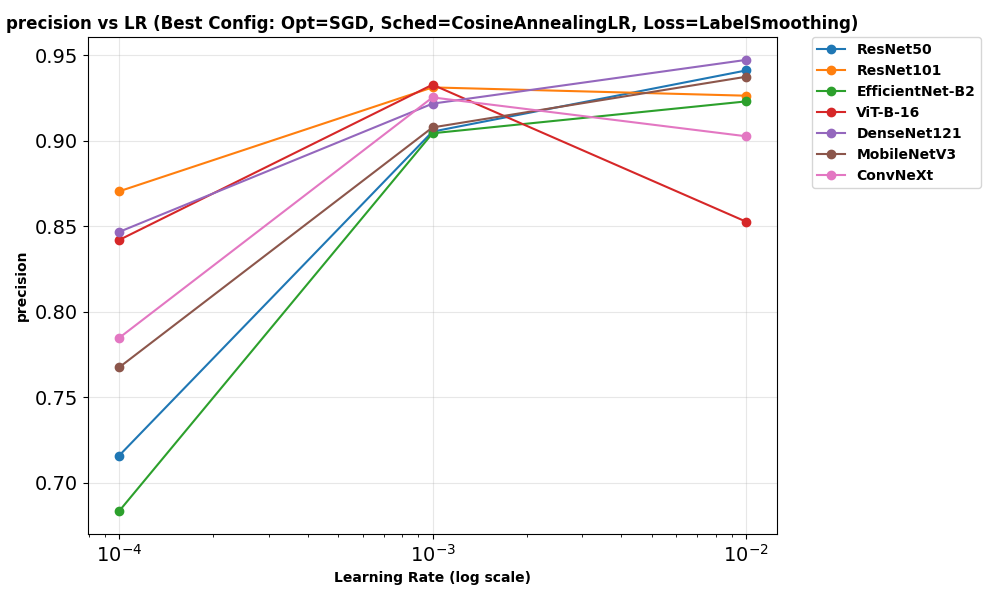 precision vs LR (Best Config: Opt=SGD, Sched=CosineAnnealingLR, Loss=LabelSmoothing)
ResNet50
ResNet101
EfficientNet-B2
ViT-B-16
DenseNet121
MobileNetV3
ConvNeXt
precision
0.95
0.90
0.85
0.80
0.75
0.70
10⁻⁴
10⁻³
10⁻²
Learning Rate (log scale)